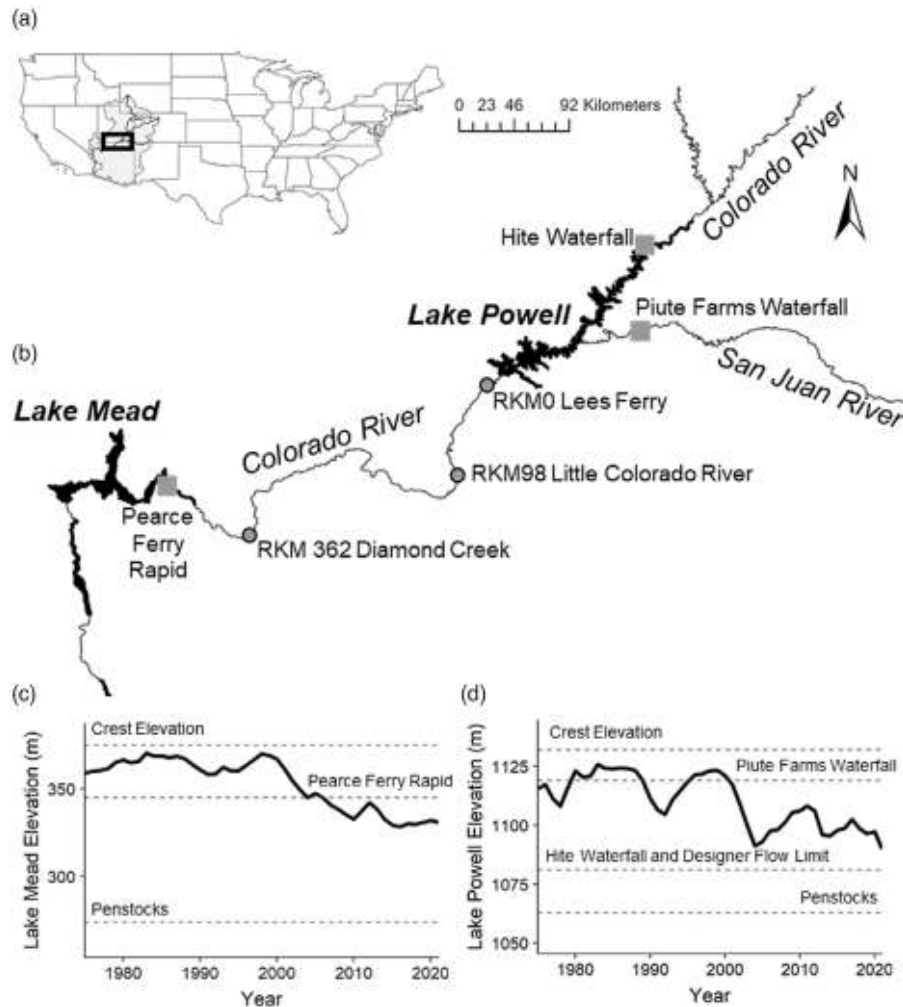 (a)
0 23 46 92 Kilometers
N
Colorado River
Hite Waterfall
Lake Powell
Piute Farms Waterfall
San Juan River
(b)
RKM0 Lees Ferry
Lake Mead
Colorado River
RKM98 Little Colorado River
Pearce
Ferry
Rapid
RKM 362 Diamond Creek
(c)
Crest Elevation
Pearce Ferry Rapid
Penstocks
Lake Mead Elevation (m)
350
300
1980 1990 2000 2010 2020
Year
(d)
Crest Elevation
Piute Farms Waterfall
Hite Waterfall and Designer Flow Limit
Penstocks
Lake Powell Elevation (m)
1125
1100
1075
1050
1980 1990 2000 2010 2020
Year